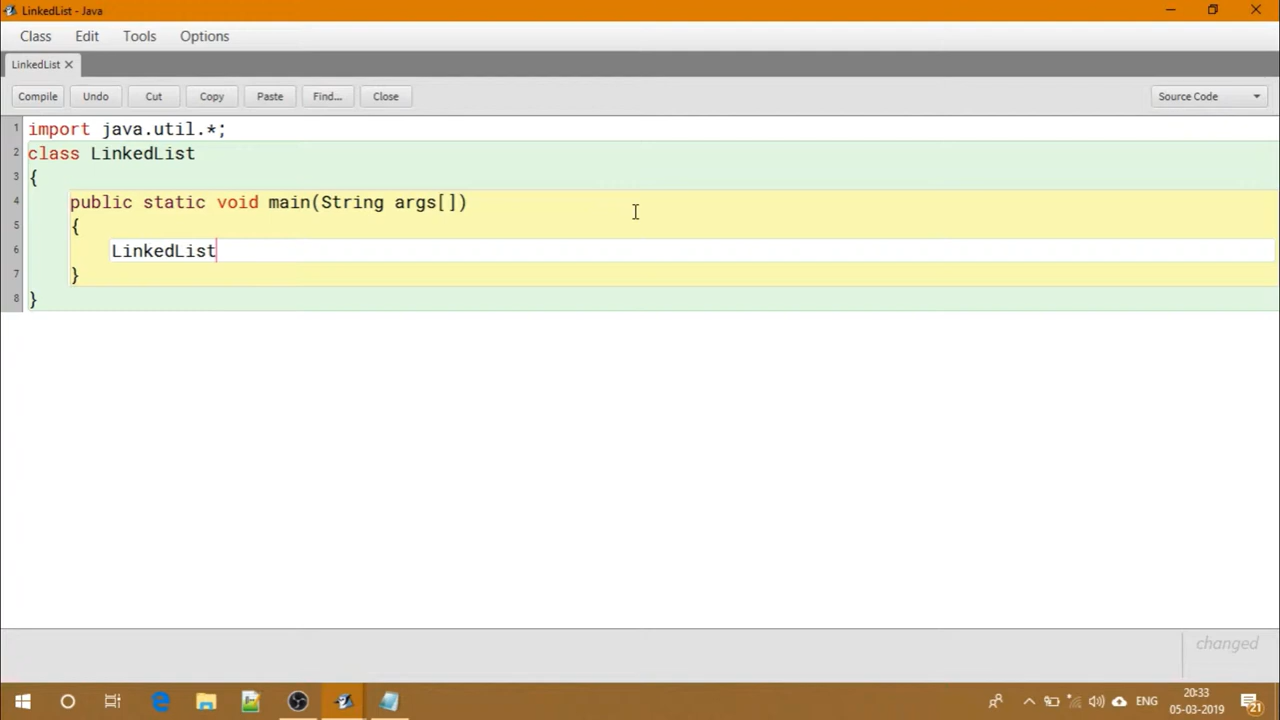 LinkedList - Java
Class Edit Tools Options
LinkedList ×
Compile Undo Cut Copy Paste Find... Close Source Code
1 import java.util.*;
2 class LinkedList
3 {
4 public static void main(String args[])
5 {
6 LinkedList
7 }
8 }
changed
ENG 20:33
05-03-2019 21